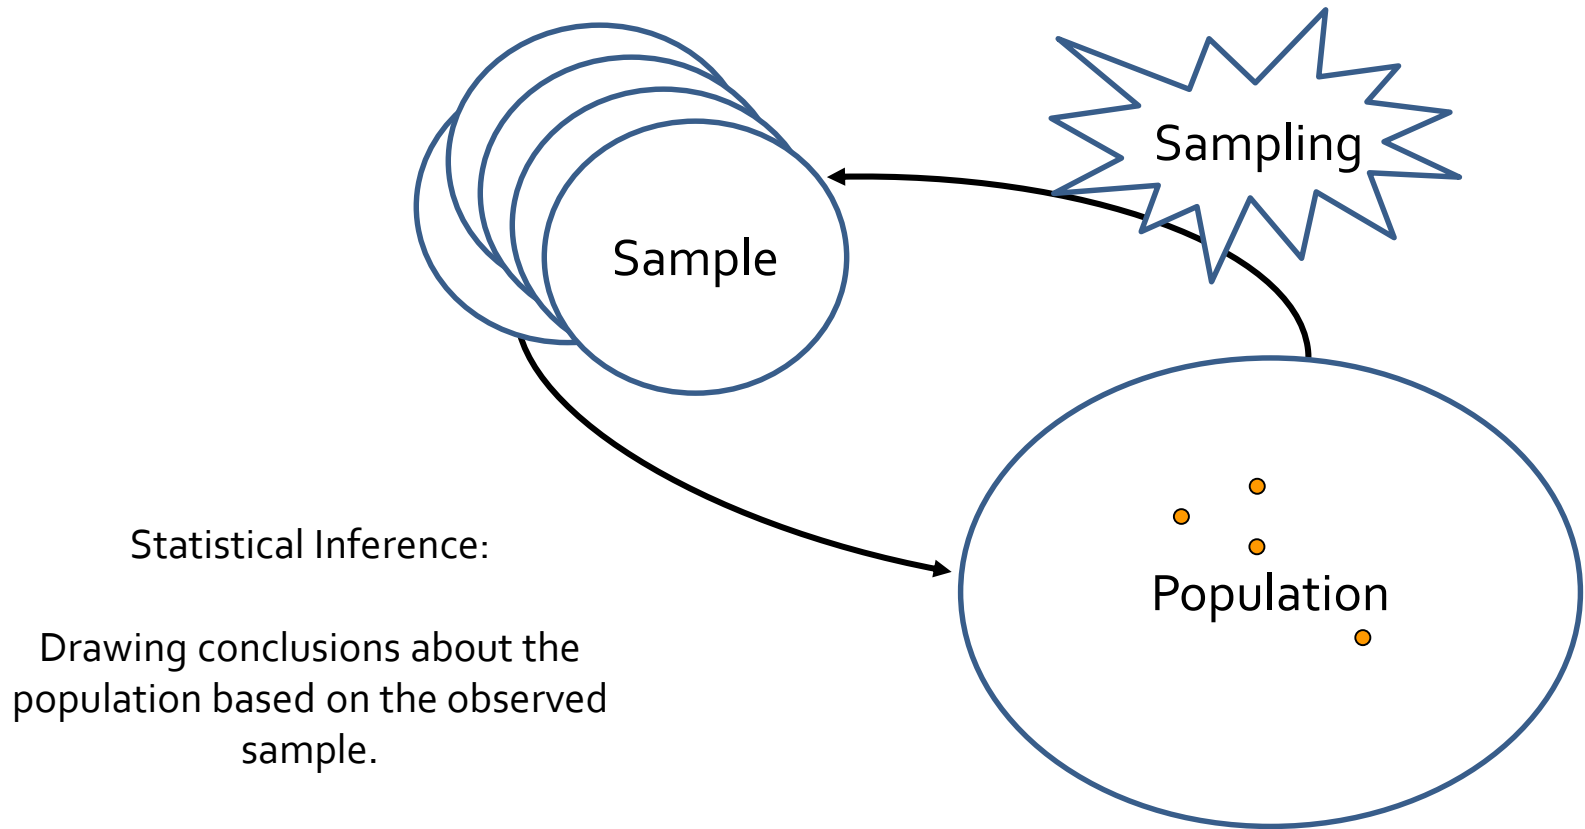 Sampling
Sample
Population
Statistical Inference:
Drawing conclusions about the
population based on the observed
sample.